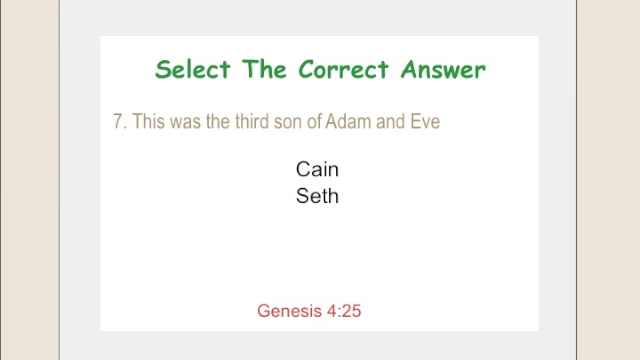 Select The Correct Answer
7. This was the third son of Adam and Eve
Cain
Seth
Genesis 4:25